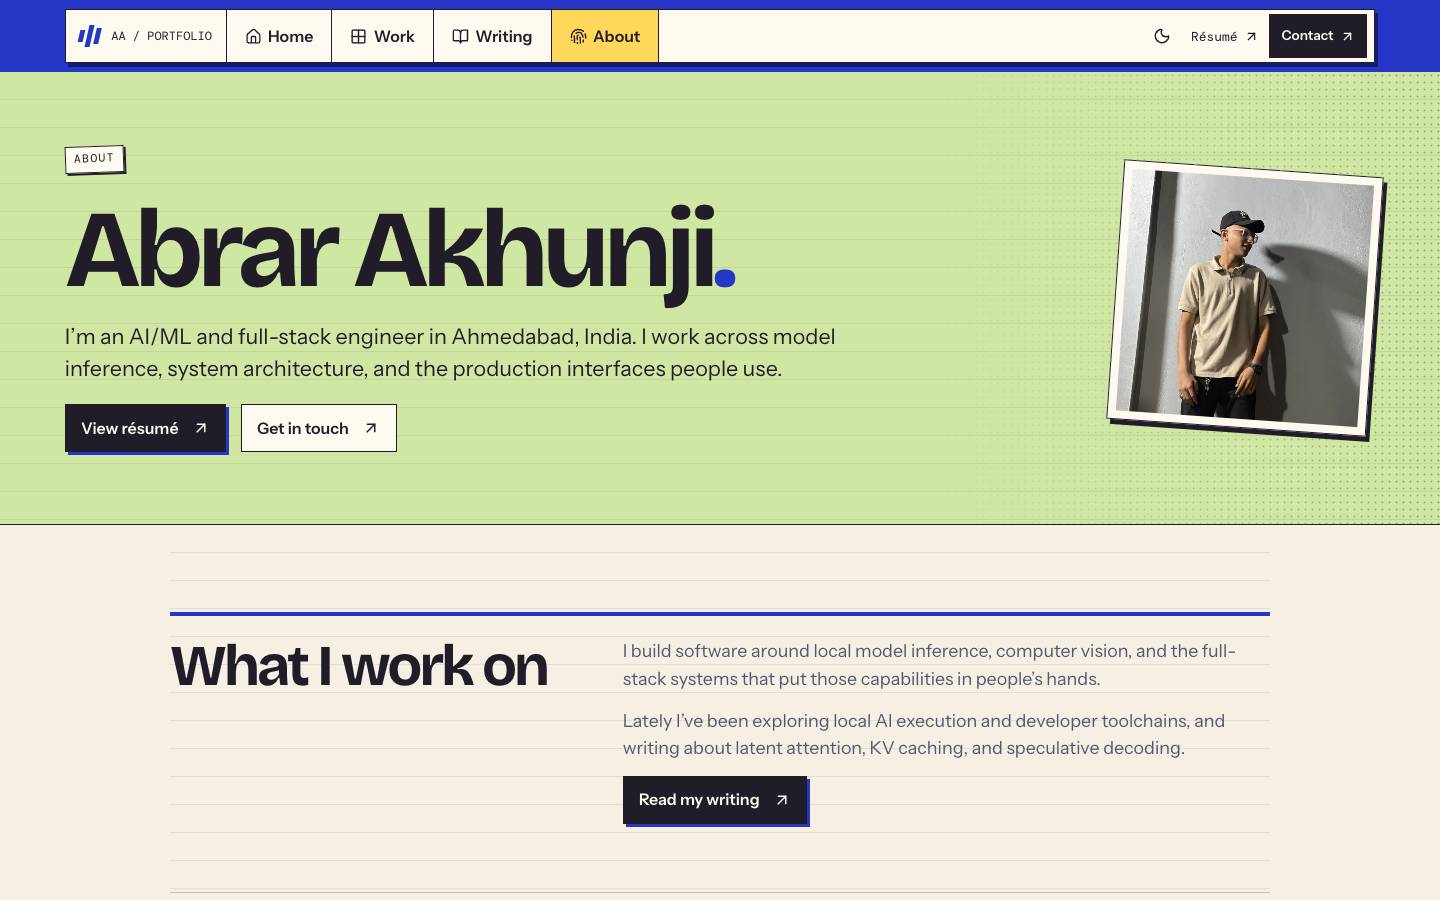 AA / PORTFOLIO
Home
Work
Writing
About
Résumé ↗
Contact ↗
ABOUT
Abrar Akhunji.
I’m an AI/ML and full-stack engineer in Ahmedabad, India. I work across model
inference, system architecture, and the production interfaces people use.
View résumé ↗
Get in touch ↗
What I work on
I build software around local model inference, computer vision, and the full-
stack systems that put those capabilities in people’s hands.
Lately I’ve been exploring local AI execution and developer toolchains, and
writing about latent attention, KV caching, and speculative decoding.
Read my writing ↗